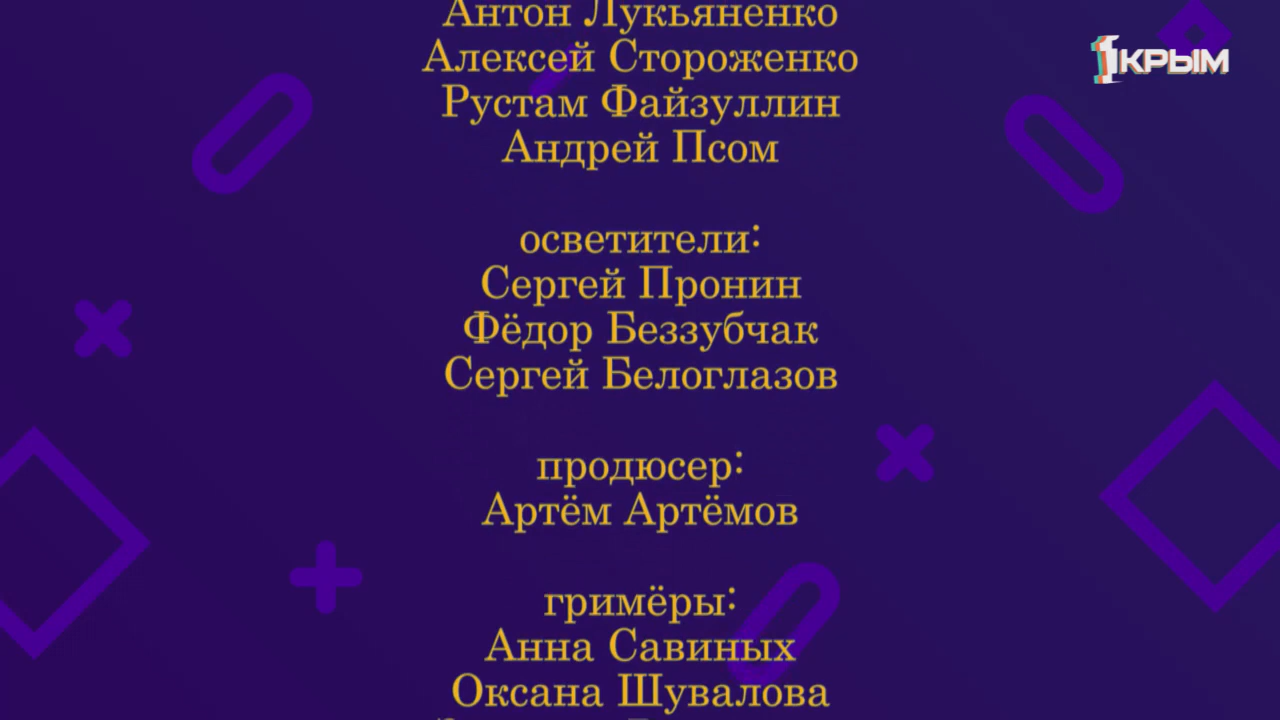 Антон Лукьяненко
1КРЫМ
Алексей Стороженко
Рустам Файзуллин
Андрей Псом
осветители:
Сергей Пронин
Фёдор Беззубчак
Сергей Белоглазов
продюсер:
Артём Артёмов
гримёры:
Анна Савиных
Оксана Шувалова